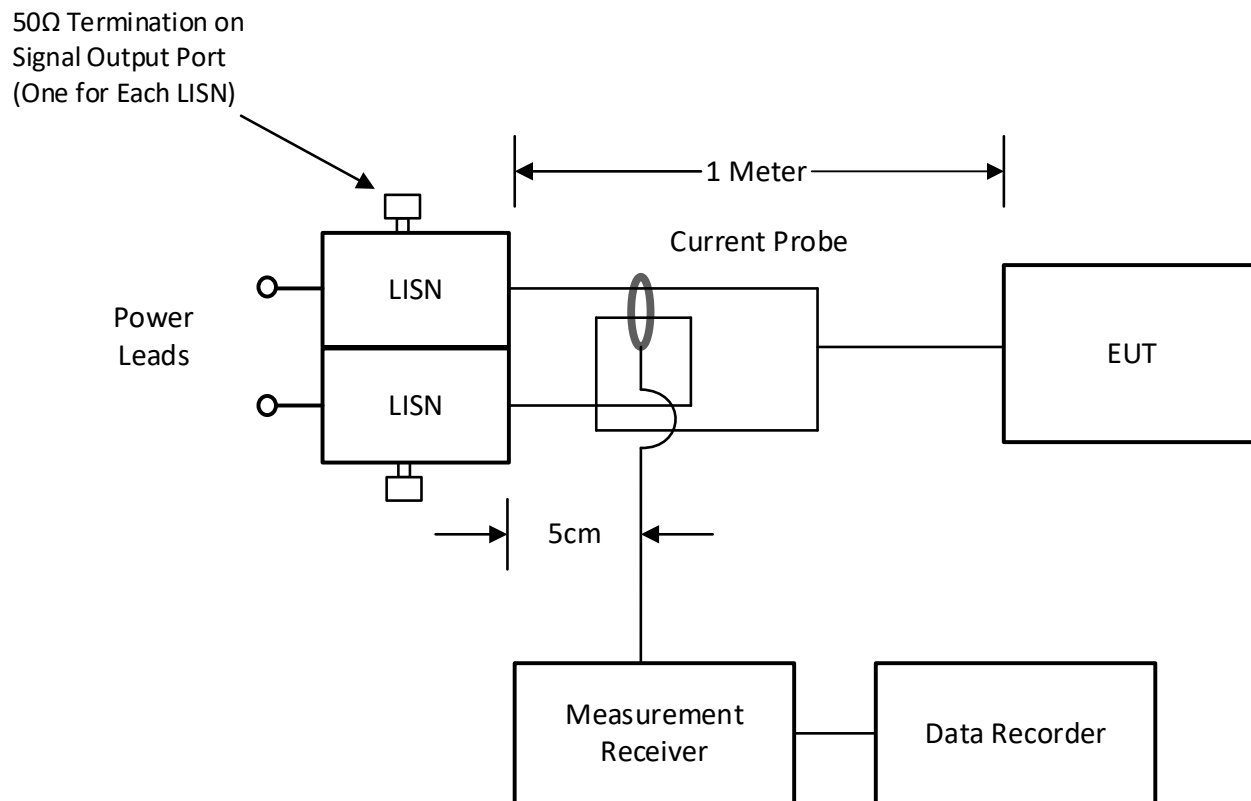 50Ω Termination on
Signal Output Port
(One for Each LISN)
1 Meter
Current Probe
LISN
Power
Leads
EUT
LISN
5cm
Measurement
Receiver
Data Recorder